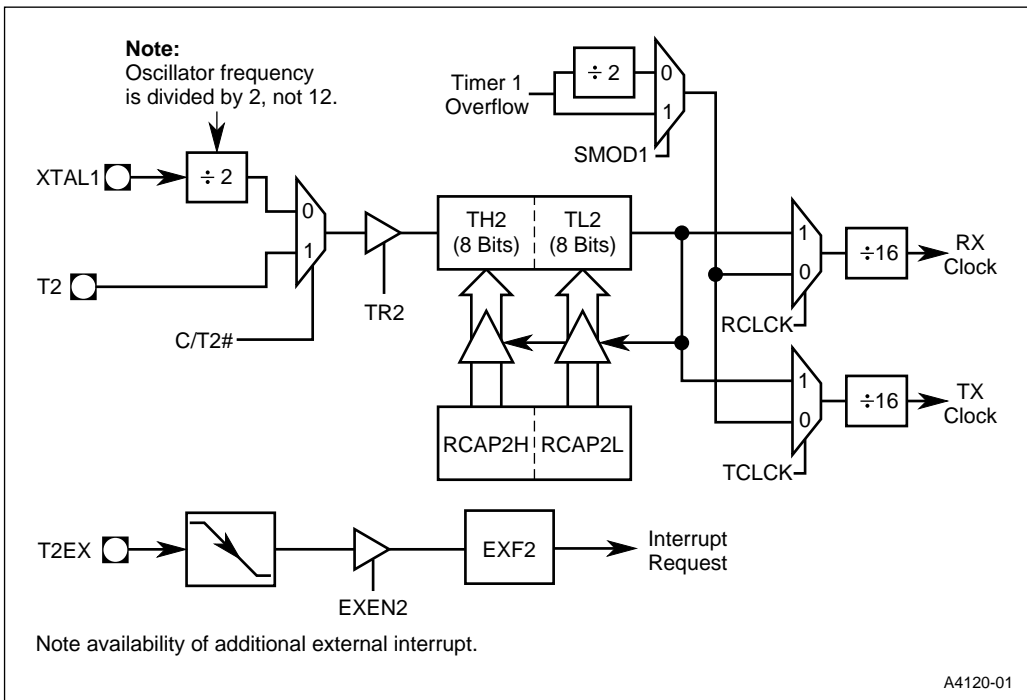 Note:
Oscillator frequency
is divided by 2, not 12.
XTAL1
÷ 2
0
1
T2
C/T2#
TR2
TH2
(8 Bits)
TL2
(8 Bits)
Timer 1
Overflow
÷ 2
0
1
SMOD1
RCAP2H
RCAP2L
1
0
RCLCK
÷16
RX
Clock
1
0
TCLCK
÷16
TX
Clock
T2EX
EXEN2
EXF2
Interrupt
Request
Note availability of additional external interrupt.
A4120-01